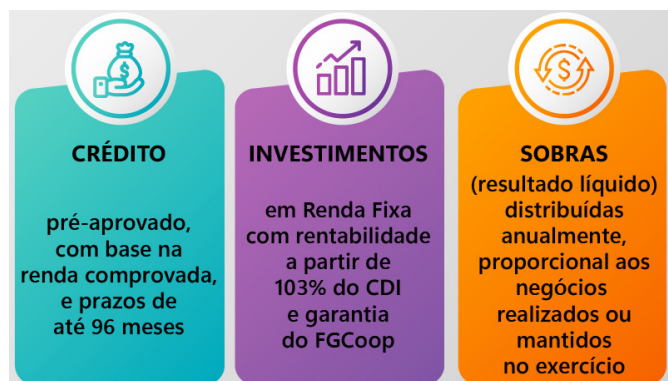 CRÉDITO
pré-aprovado,
com base na
renda comprovada,
e prazos de
até 96 meses
INVESTIMENTOS
em Renda Fixa
com rentabilidade
a partir de
103% do CDI
e garantia
do FGCoop
SOBRAS
(resultado líquido)
distribuídas
anualmente,
proporcional aos
negócios
realizados ou
mantidos
no exercício